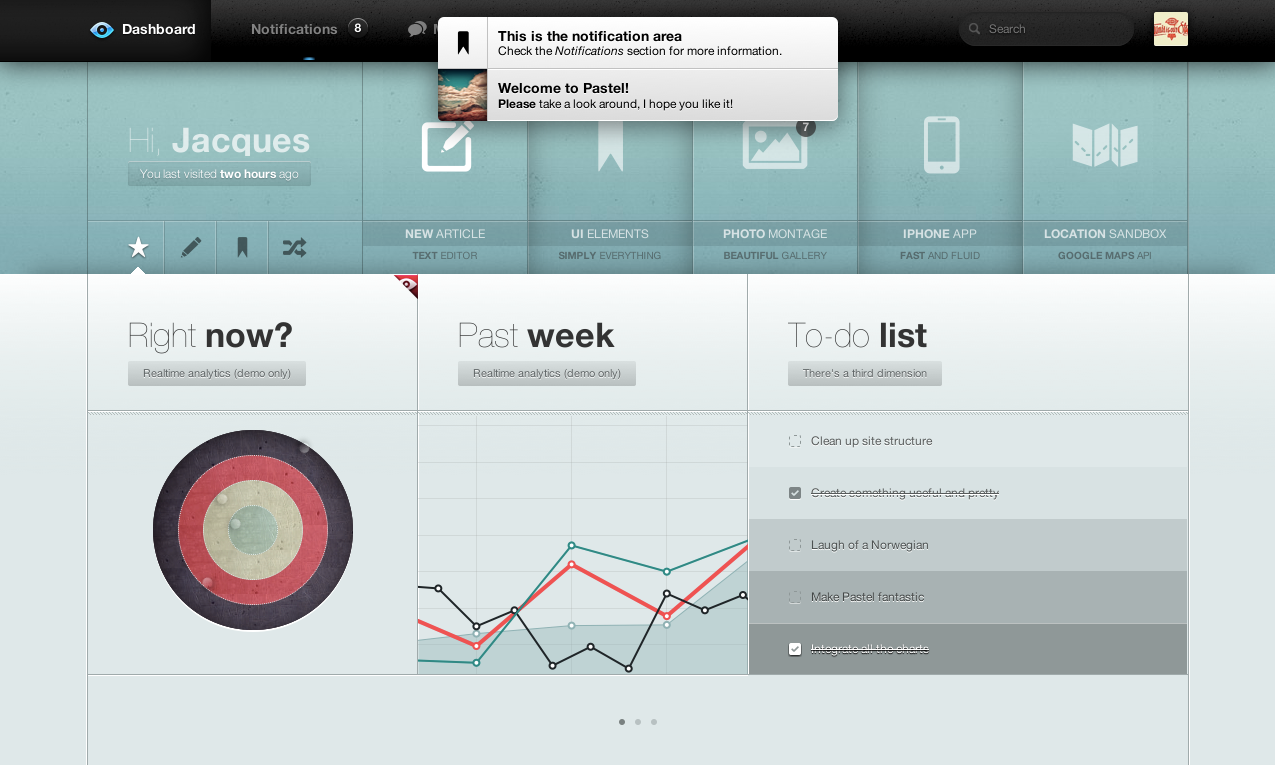 Dashboard
Notifications 8
Search
This is the notification area
Check the Notifications section for more information.
Welcome to Pastel!
Please take a look around, I hope you like it!
Hi, Jacques
You last visited two hours ago
7
NEW ARTICLE
TEXT EDITOR
UI ELEMENTS
SIMPLY EVERYTHING
PHOTO MONTAGE
BEAUTIFUL GALLERY
IPHONE APP
FAST AND FLUID
LOCATION SANDBOX
GOOGLE MAPS API
Right now?
Realtime analytics (demo only)
Past week
Realtime analytics (demo only)
To-do list
There's a third dimension
Clean up site structure
Create something useful and pretty
Laugh of a Norwegian
Make Pastel fantastic
Integrate all the charts